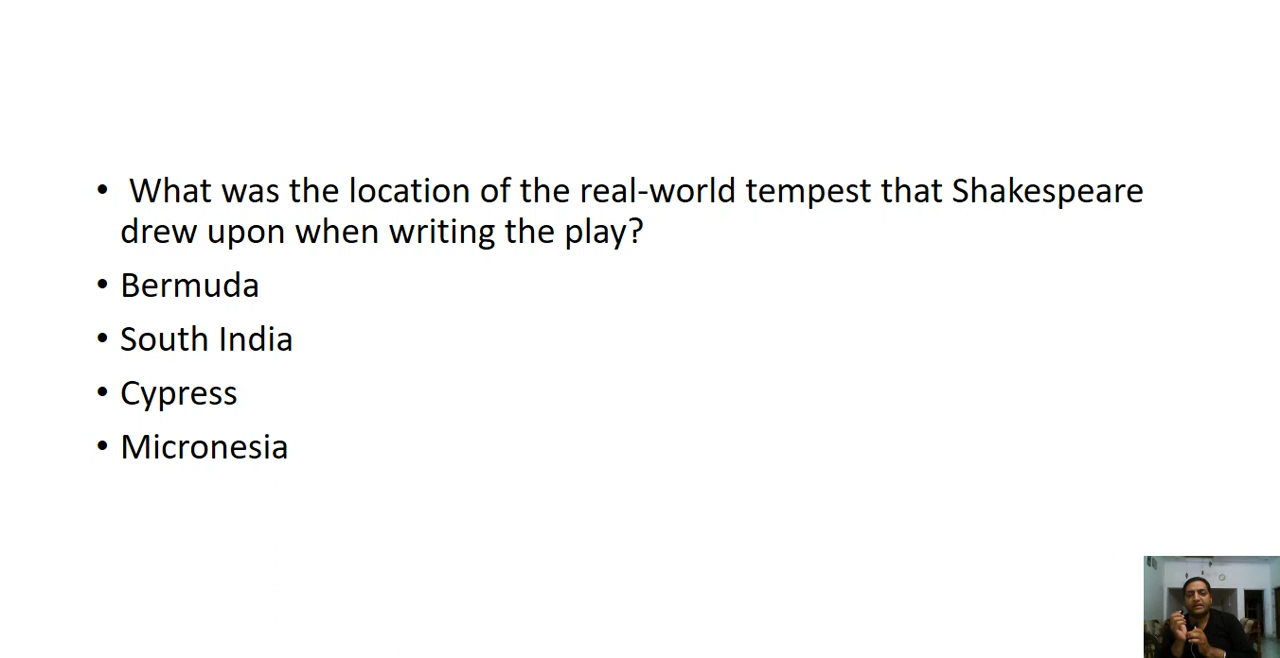 • What was the location of the real-world tempest that Shakespeare
drew upon when writing the play?
• Bermuda
• South India
• Cypress
• Micronesia